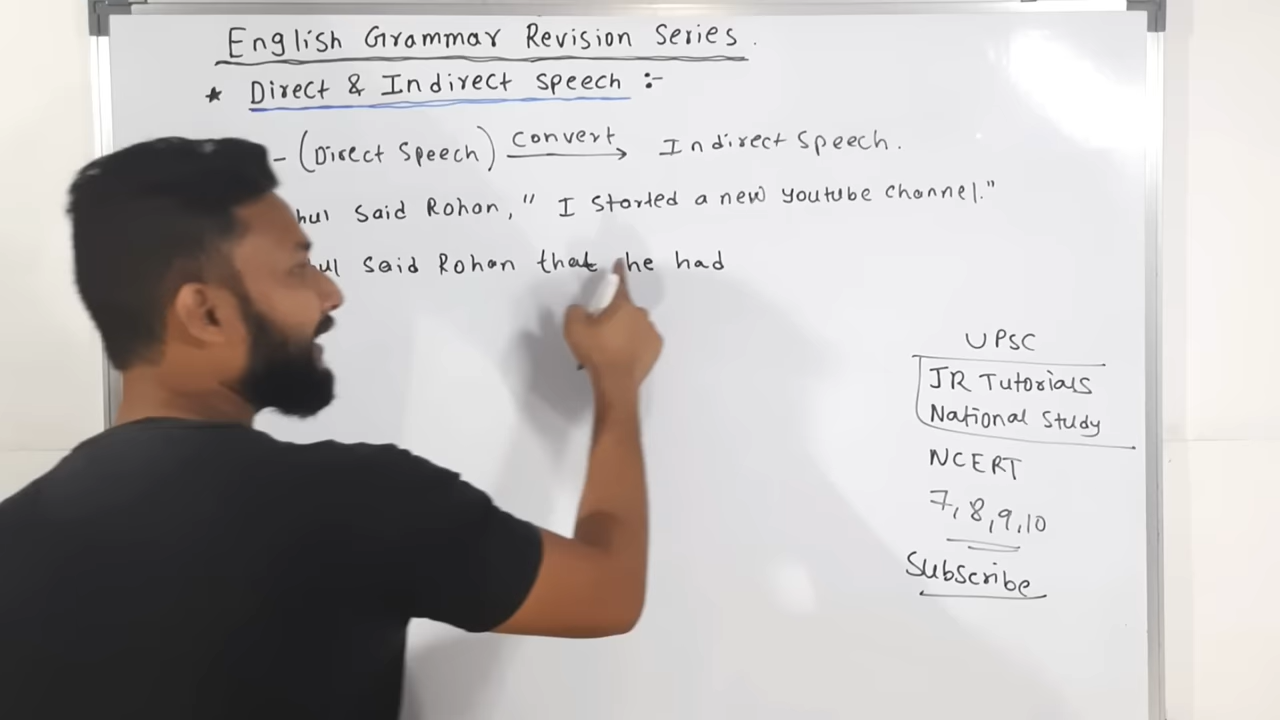 English Grammar Revision Series.
★ Direct & Indirect Speech :-
- (Direct Speech) Convert → Indirect Speech.
Said Rohan, " I Started a new Youtube channel."
Said Rohan that he had
UPSC
JR Tutorials
National Study
NCERT
7, 8, 9, 10
Subscribe